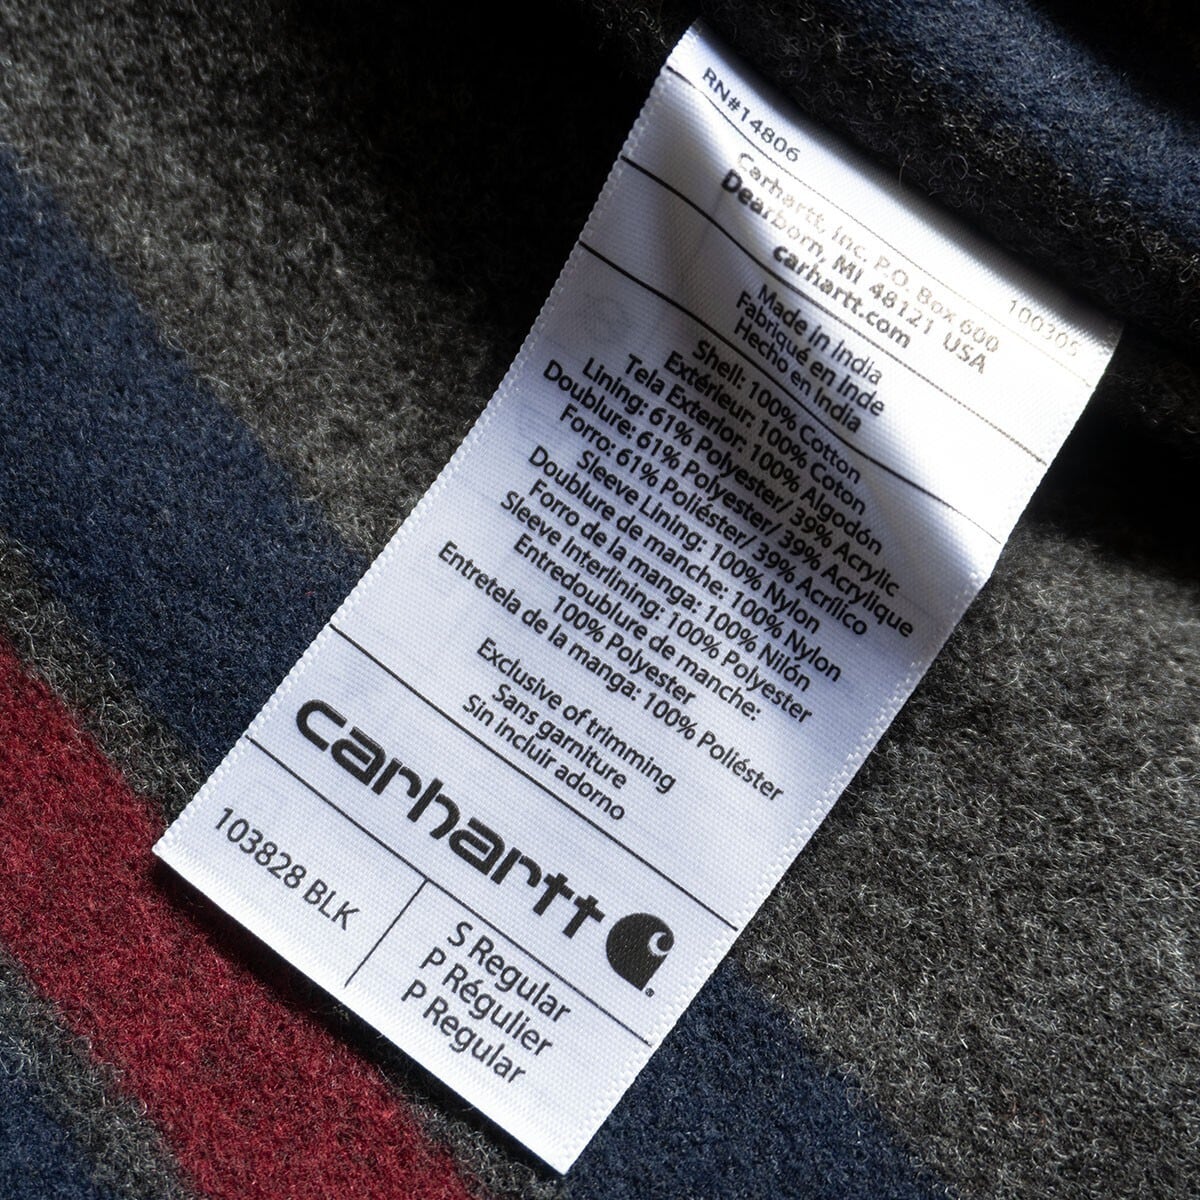 RN#14806
100305
Carhartt, Inc. P.O. Box 600
Dearborn, MI 48121 USA
carhartt.com
Made in India
Fabriqué en Inde
Hecho en India
Shell: 100% Cotton
Extérieur: 100% Coton
Tela Exterior: 100% Algodón
Lining: 61% Polyester/ 39% Acrylic
Doublure: 61% Polyester/ 39% Acrylique
Forro: 61% Poliéster/ 39% Acrílico
Sleeve Lining: 100% Nylon
Doublure de manche: 100% Nylon
Forro de la manga: 100% Nilón
Sleeve Interlining: 100% Polyester
Entredoublure de manche:
100% Polyester
Entretela de la manga: 100% Poliéster
Exclusive of trimming
Sans garniture
Sin incluir adorno
carhartt
103828 BLK
S Regular
P Régulier
P Regular